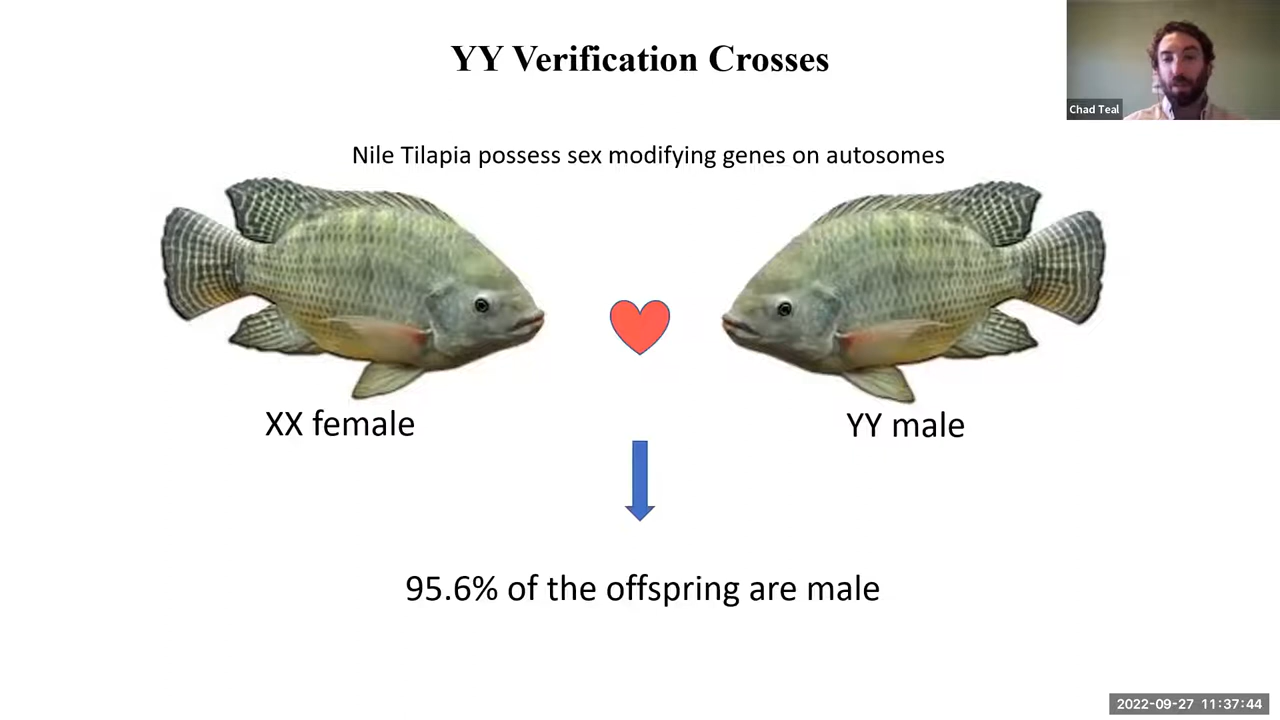 YY Verification Crosses
Chad Teal
Nile Tilapia possess sex modifying genes on autosomes
XX female
YY male
95.6% of the offspring are male
2022-09-27 11:37:44